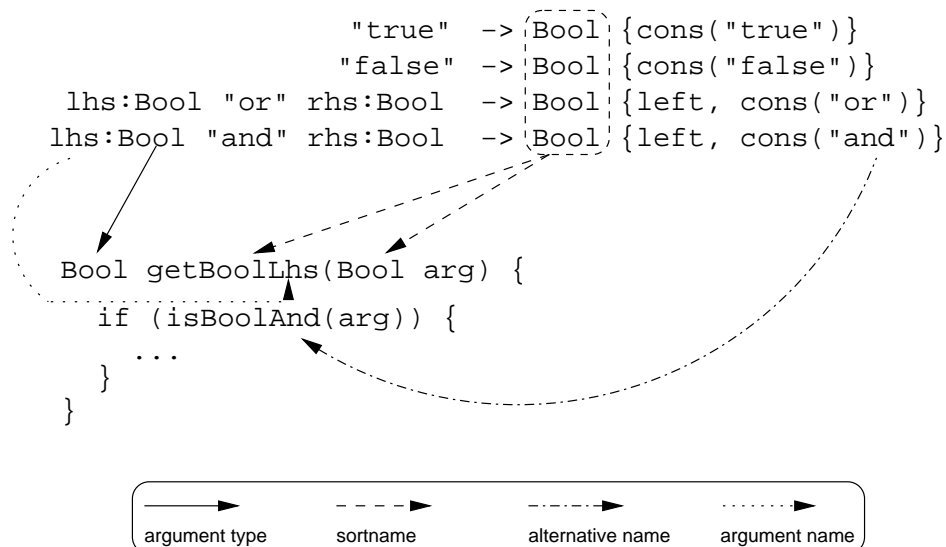 "true" -> Bool {cons("true")}
"false" -> Bool {cons("false")}
lhs:Bool "or" rhs:Bool -> Bool {left, cons("or")}
lhs:Bool "and" rhs:Bool -> Bool {left, cons("and")}
Bool getBoolLhs(Bool arg) {
if (isBoolAnd(arg)) {
...
}
}
argument type sortname alternative name argument name